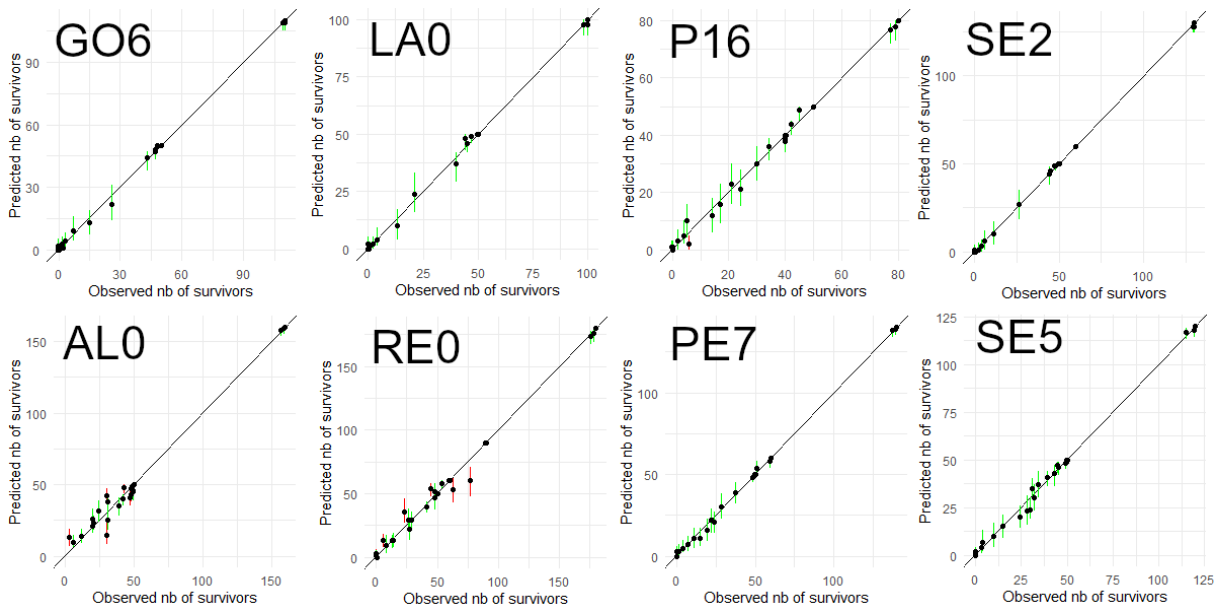 GO6
Predicted nb of survivors
90
60
30
0
0 30 60 90
Observed nb of survivors
LA0
Predicted nb of survivors
100
75
50
25
0
0 25 50 75 100
Observed nb of survivors
P16
Predicted nb of survivors
80
60
40
20
0
0 20 40 60 80
Observed nb of survivors
SE2
Predicted nb of survivors
100
50
0
0 50 100
Observed nb of survivors
AL0
Predicted nb of survivors
150
100
50
0
0 50 100 150
Observed nb of survivors
RE0
Predicted nb of survivors
150
100
50
0
0 50 100 150
Observed nb of survivors
PE7
Predicted nb of survivors
100
50
0
0 50 100
Observed nb of survivors
SE5
Predicted nb of survivors
125
100
75
50
25
0
0 25 50 75 100 125
Observed nb of survivors